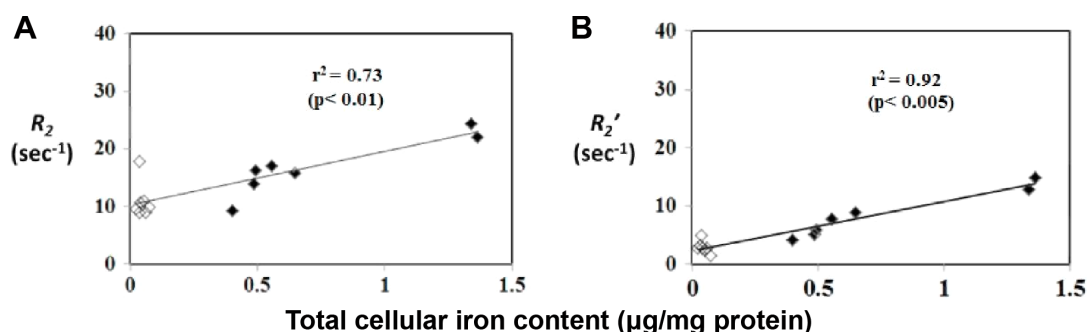 A
40
30
20
10
0
R₂
(sec⁻¹)
r² = 0.73
(p< 0.01)
0 0.5 1 1.5
B
40
30
20
10
0
R₂′
(sec⁻¹)
r² = 0.92
(p< 0.005)
0 0.5 1 1.5
Total cellular iron content (μg/mg protein)